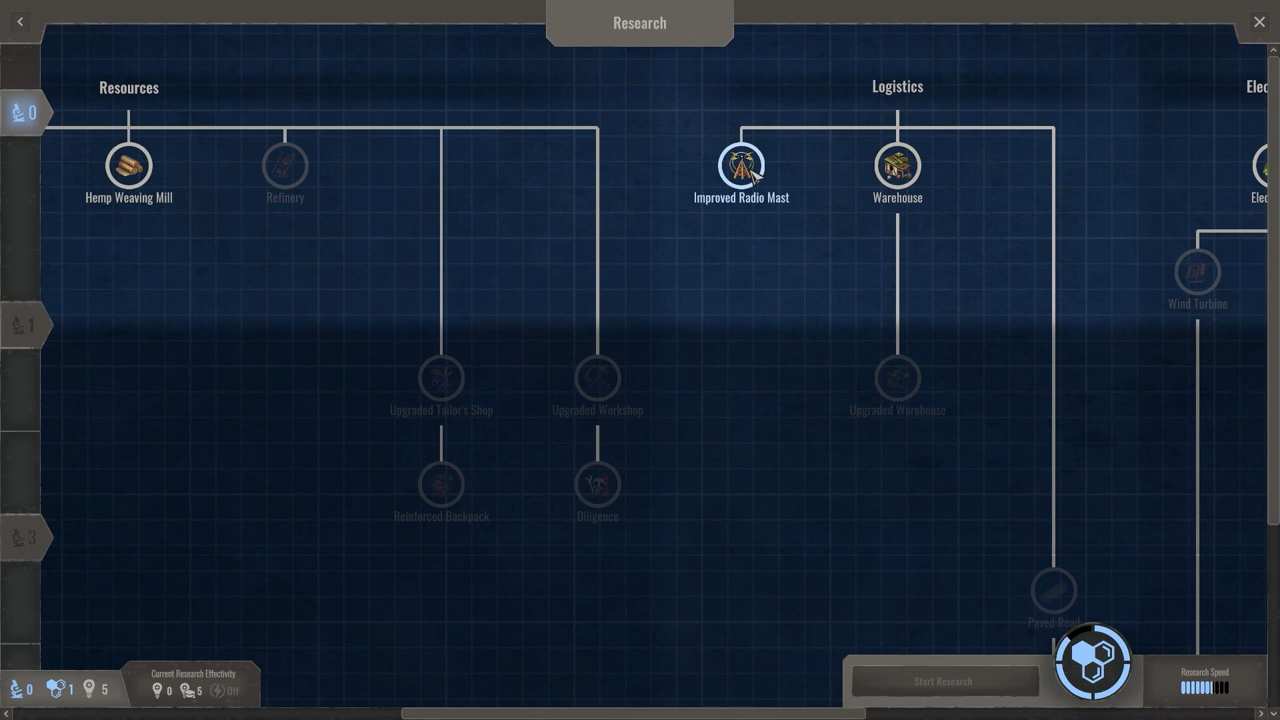 Research
Resources
Logistics
Elec
0
Hemp Weaving Mill
Refinery
Improved Radio Mast
Warehouse
Elec
Wind Turbine
1
Upgraded Tailor's Shop
Upgraded Workshop
Upgraded Warehouse
Reinforced Backpack
Diligence
3
Paved Road
0
1
5
Current Research Effectivity
0
5
Off
Start Research
Research Speed